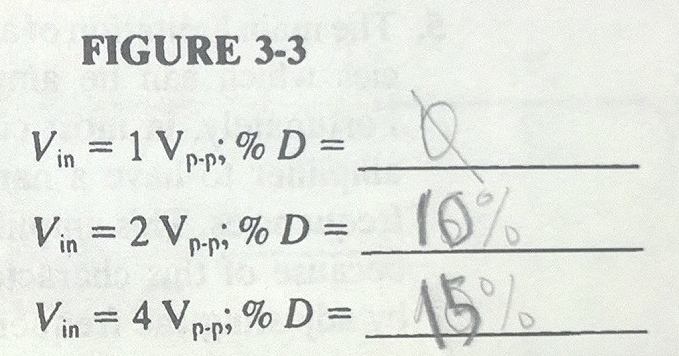 FIGURE 3-3
V_in = 1 V_p-p; % D = 0
V_in = 2 V_p-p; % D = 10%
V_in = 4 V_p-p; % D = 15%